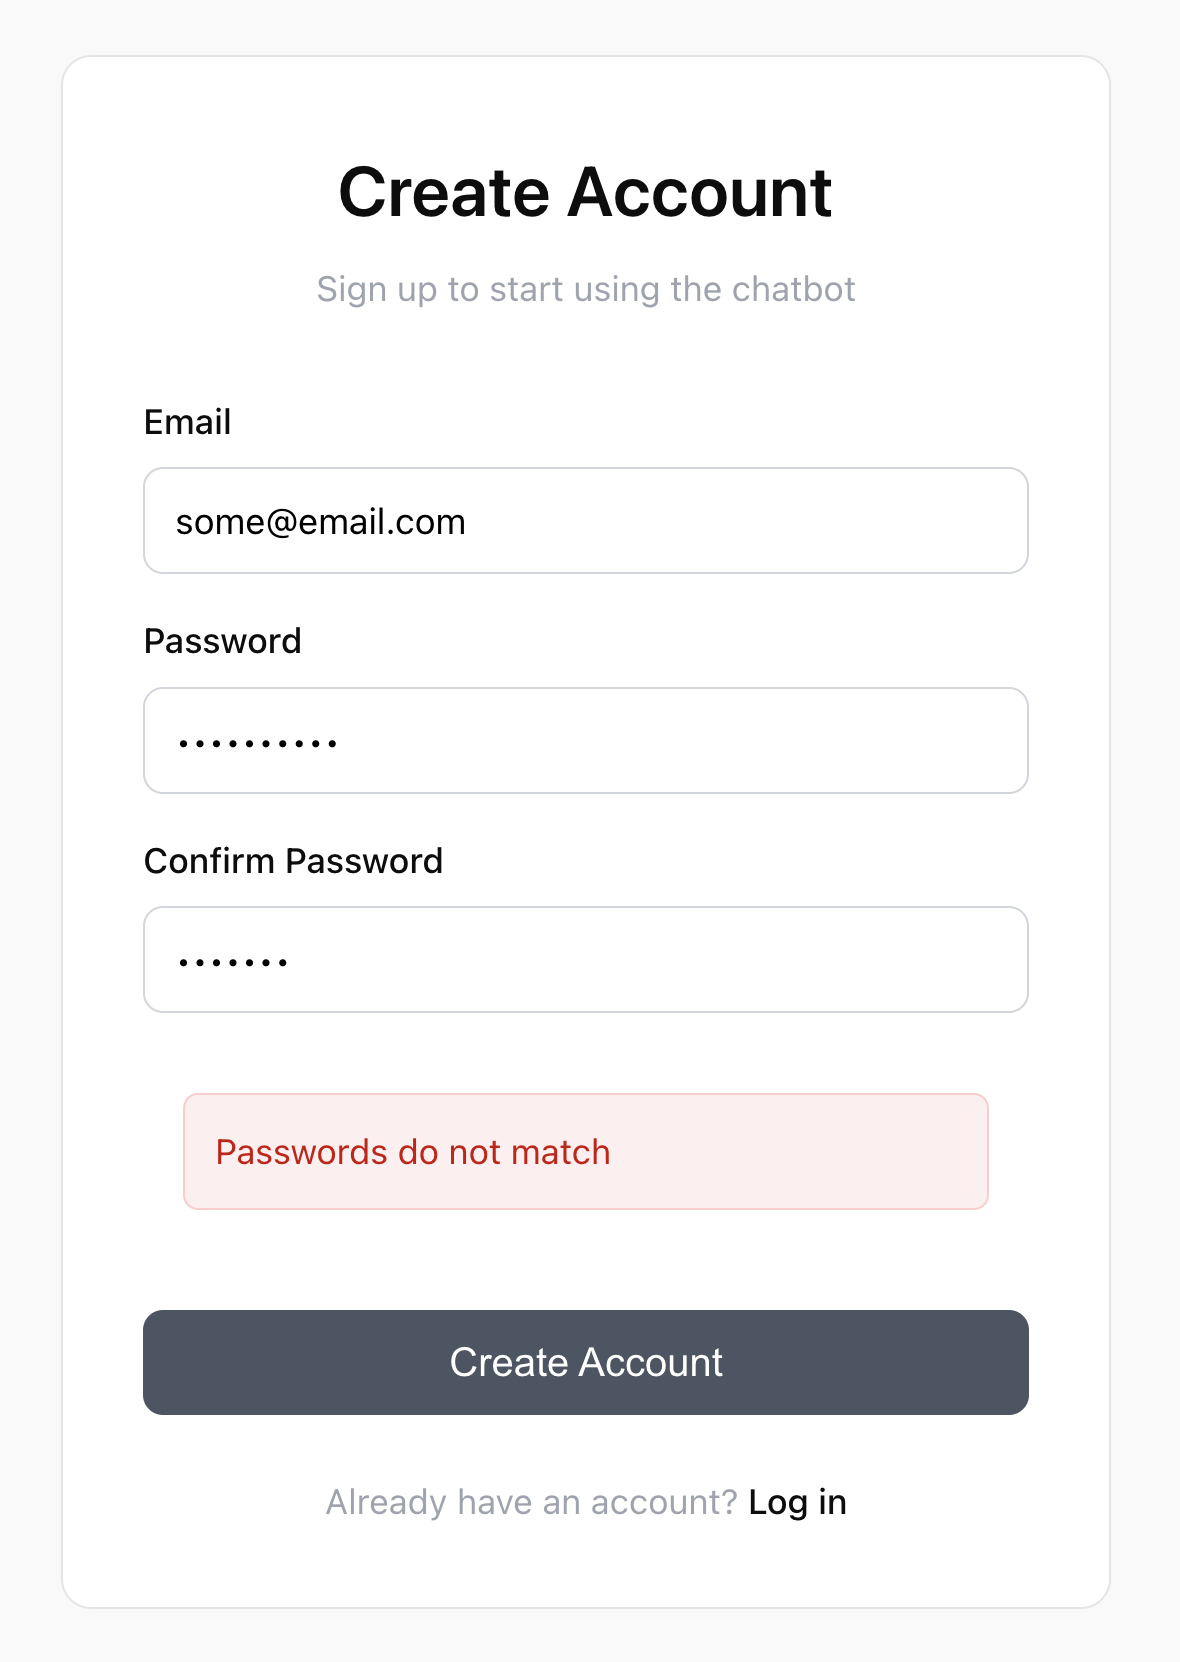 Create Account
Sign up to start using the chatbot
Email
some@email.com
Password
••••••••••
Confirm Password
•••••••
Passwords do not match
Create Account
Already have an account? Log in